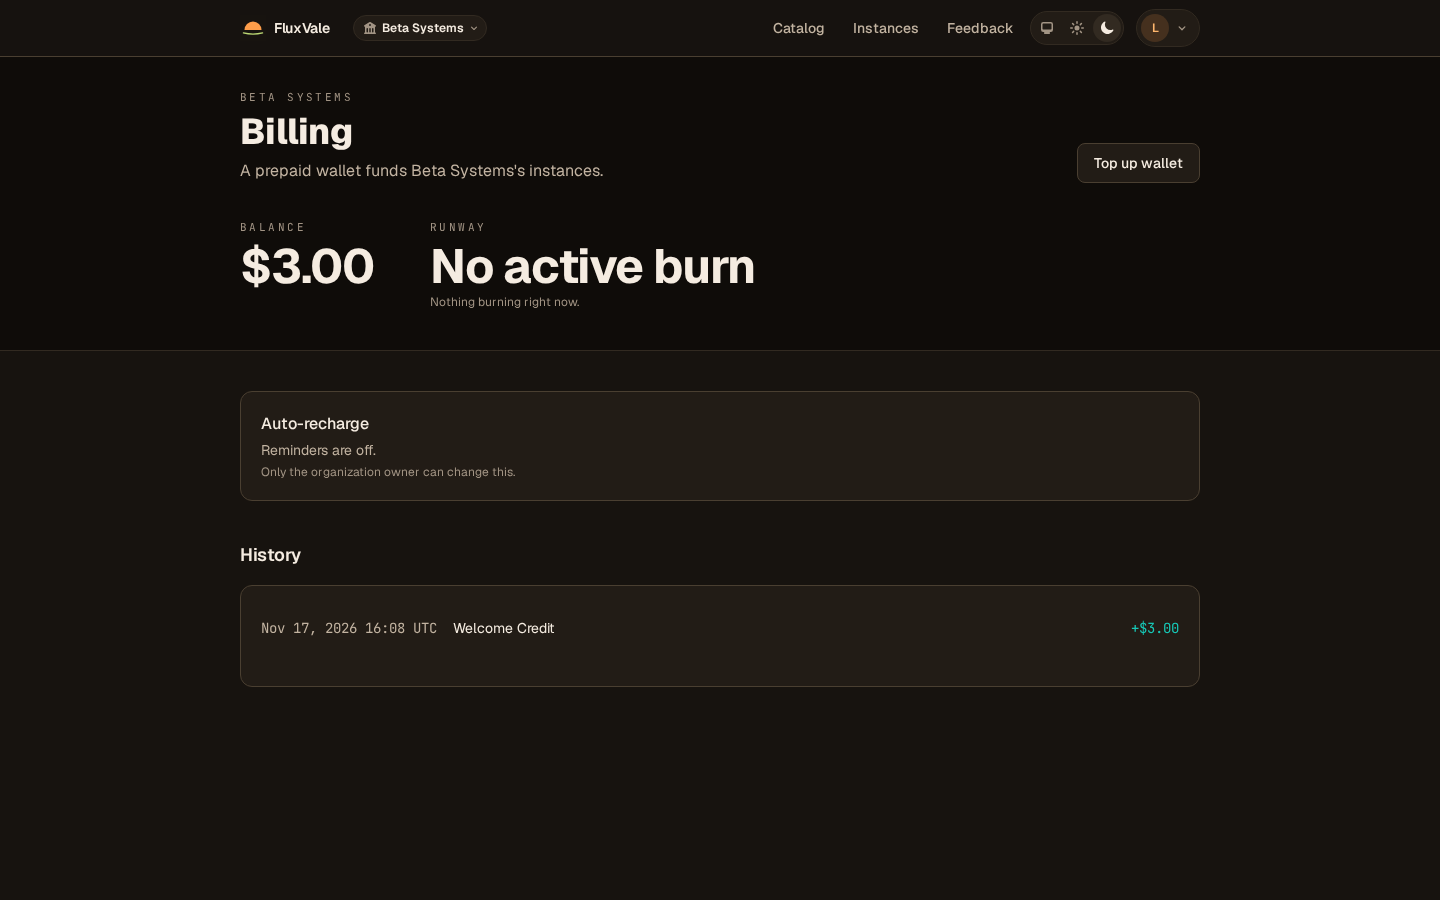 FluxVale
Beta Systems
Catalog
Instances
Feedback
L
BETA SYSTEMS
Billing
A prepaid wallet funds Beta Systems's instances.
Top up wallet
BALANCE
$3.00
RUNWAY
No active burn
Nothing burning right now.
Auto-recharge
Reminders are off.
Only the organization owner can change this.
History
Nov 17, 2026 16:08 UTC Welcome Credit +$3.00